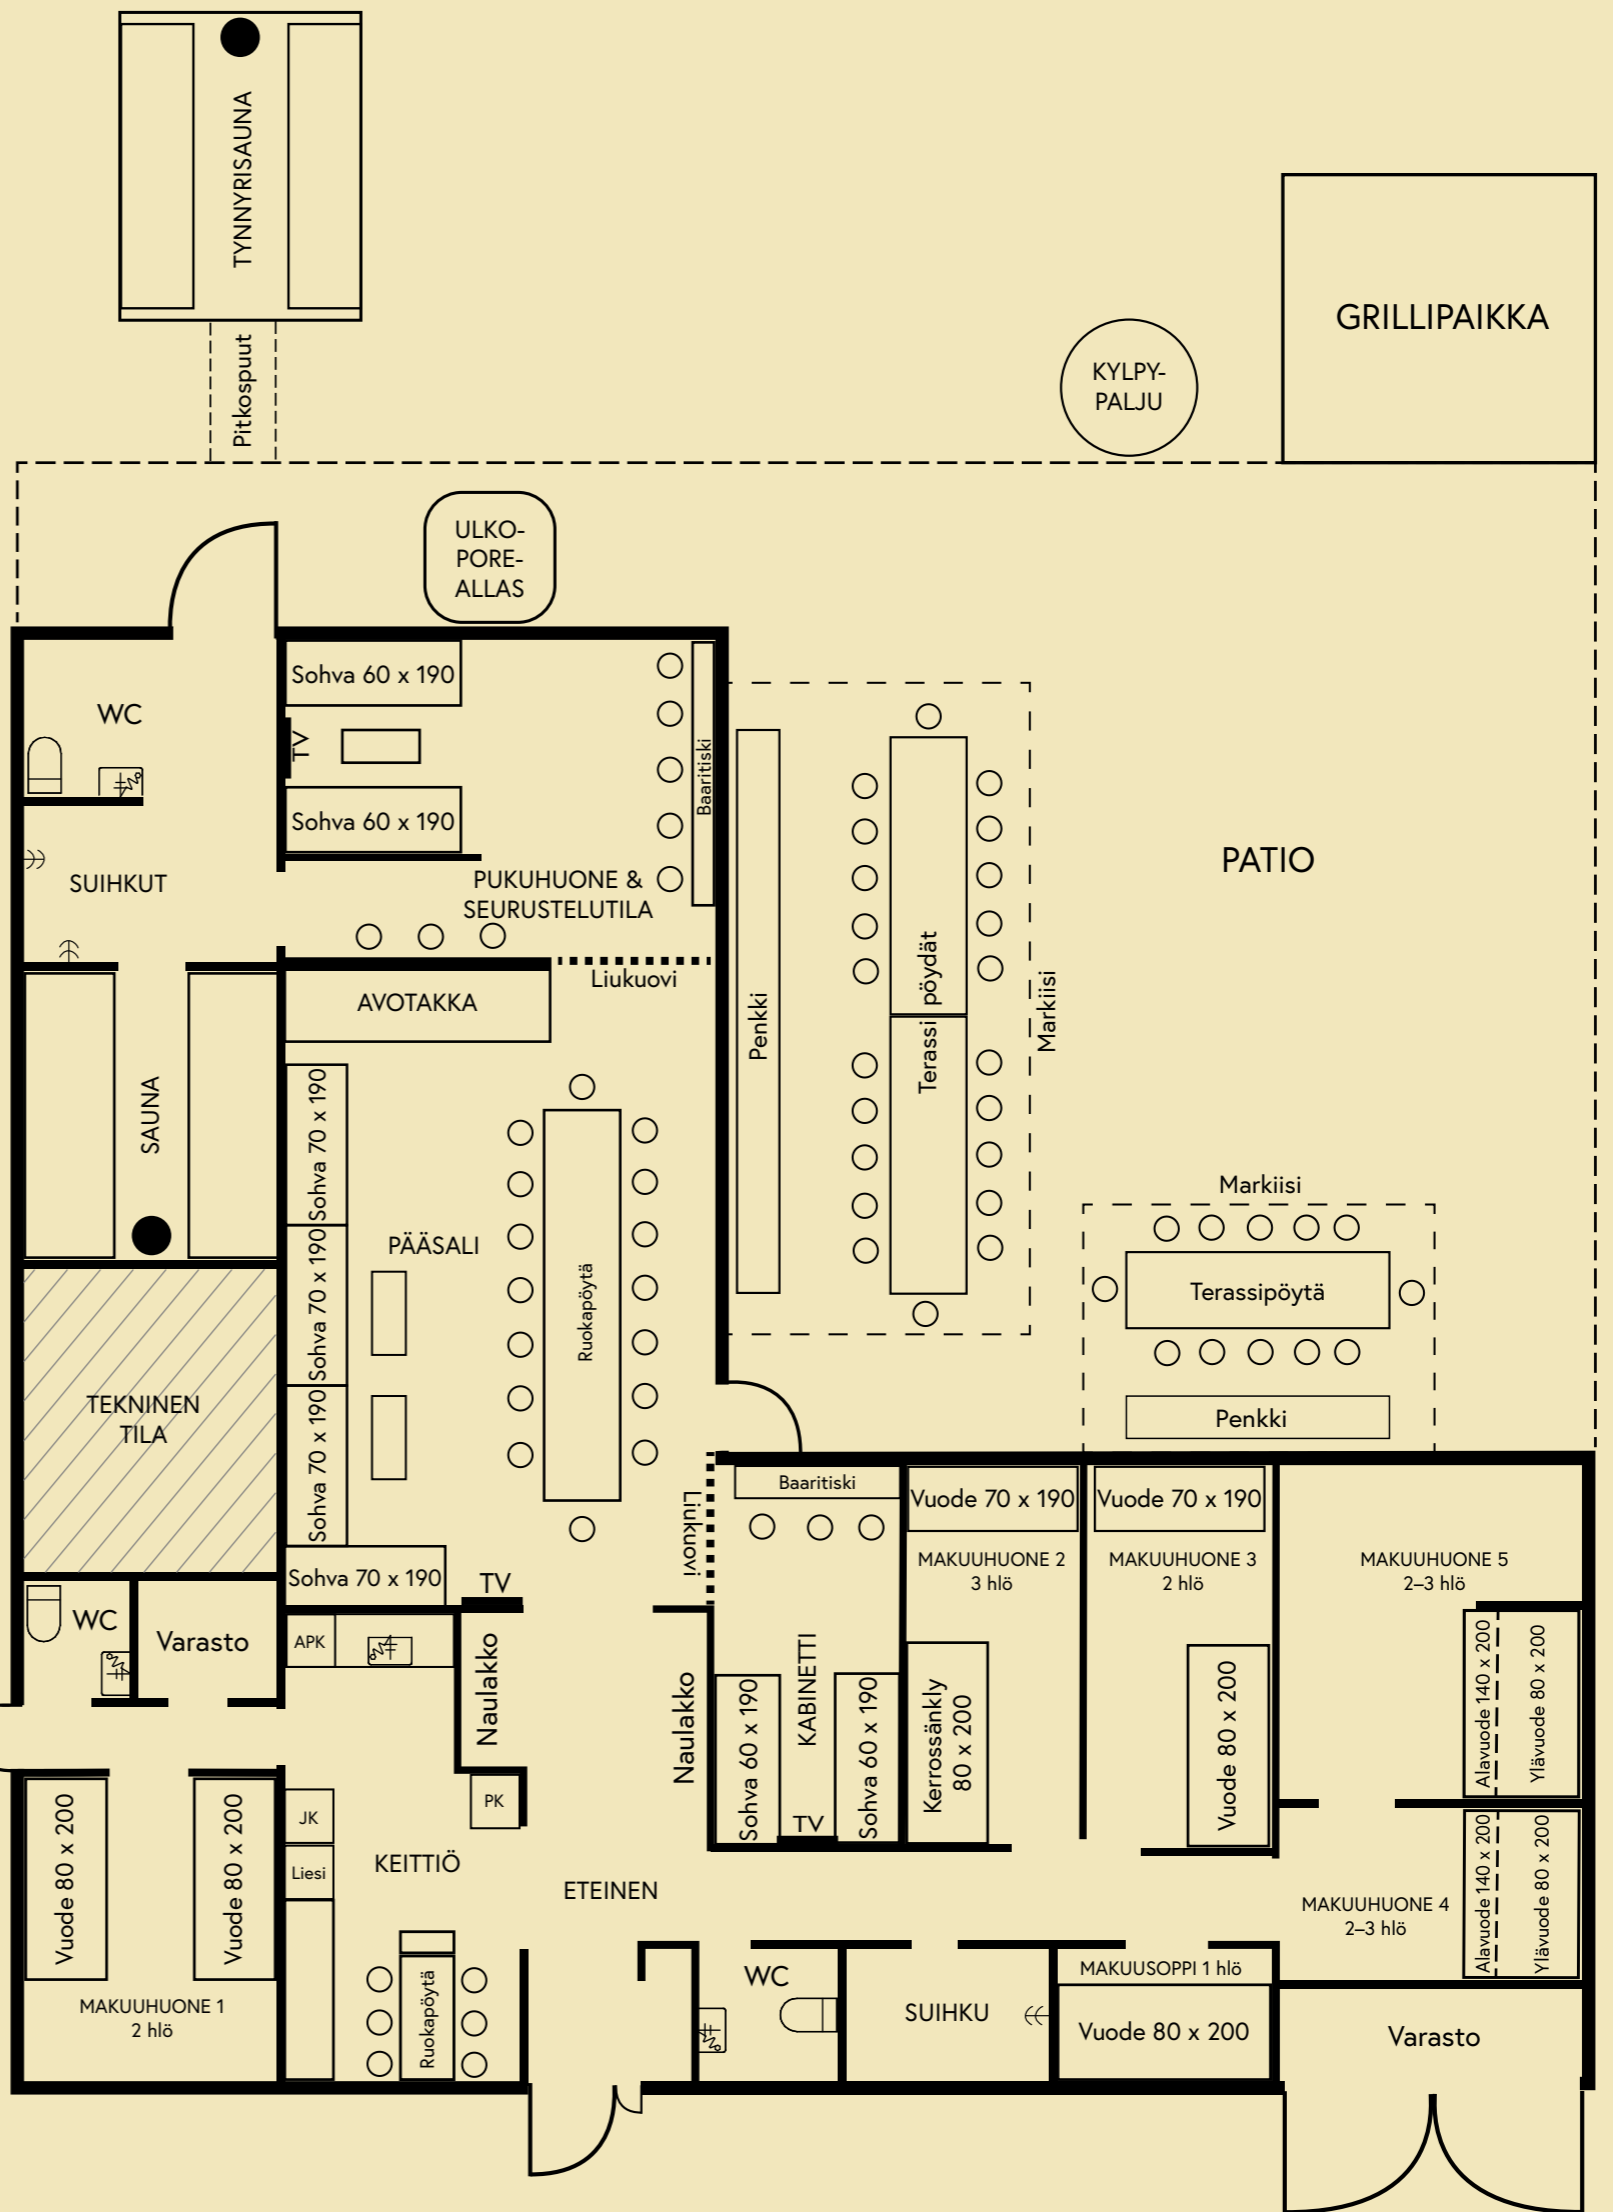 TYNNYRISAUNA
Pitkospuut
GRILLIPAIKKA
KYLPY-
PALJU
ULKO-
PORE-
ALLAS
WC
Sohva 60 x 190
TV
Sohva 60 x 190
Baaritiski
SUIHKUT
PUKUHUONE &
SEURUSTELUTILA
PATIO
Liukuovi
AVOTAKKA
Penkki
Terassi pöydät
Markiisi
SAUNA
Sohva 70 x 190
Sohva 70 x 190
Sohva 70 x 190
PÄÄSALI
Ruokapöytä
Markiisi
Terassipöytä
Penkki
TEKNINEN
TILA
Sohva 70 x 190
TV
Liukuovi
Baaritiski
Vuode 70 x 190
Vuode 70 x 190
MAKUUHUONE 2
3 hlö
MAKUUHUONE 3
2 hlö
MAKUUHUONE 5
2–3 hlö
WC
Varasto
APK
Naulakko
Naulakko
Sohva 60 x 190
KABINETTI
TV
Sohva 60 x 190
Kerrossänkly
80 x 200
Vuode 80 x 200
Alavuode 140 x 200
Ylävuode 80 x 200
Vuode 80 x 200
Vuode 80 x 200
JK
Liesi
PK
KEITTIÖ
ETEINEN
MAKUUHUONE 4
2–3 hlö
Alavuode 140 x 200
Ylävuode 80 x 200
MAKUUHUONE 1
2 hlö
Ruokapöytä
WC
SUIHKU
MAKUUSOPPI 1 hlö
Vuode 80 x 200
Varasto